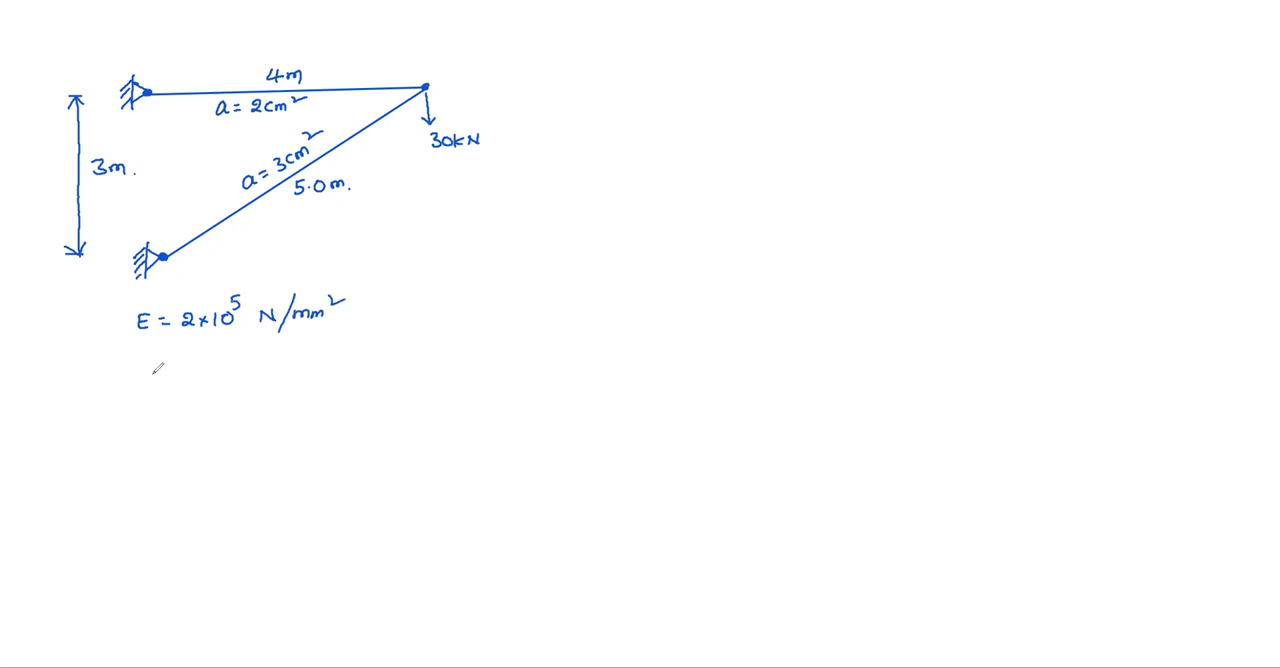 4m
a = 2cm²
30kN
a = 3cm²
3m.
5.0m.
E = 2×10⁵ N/mm²